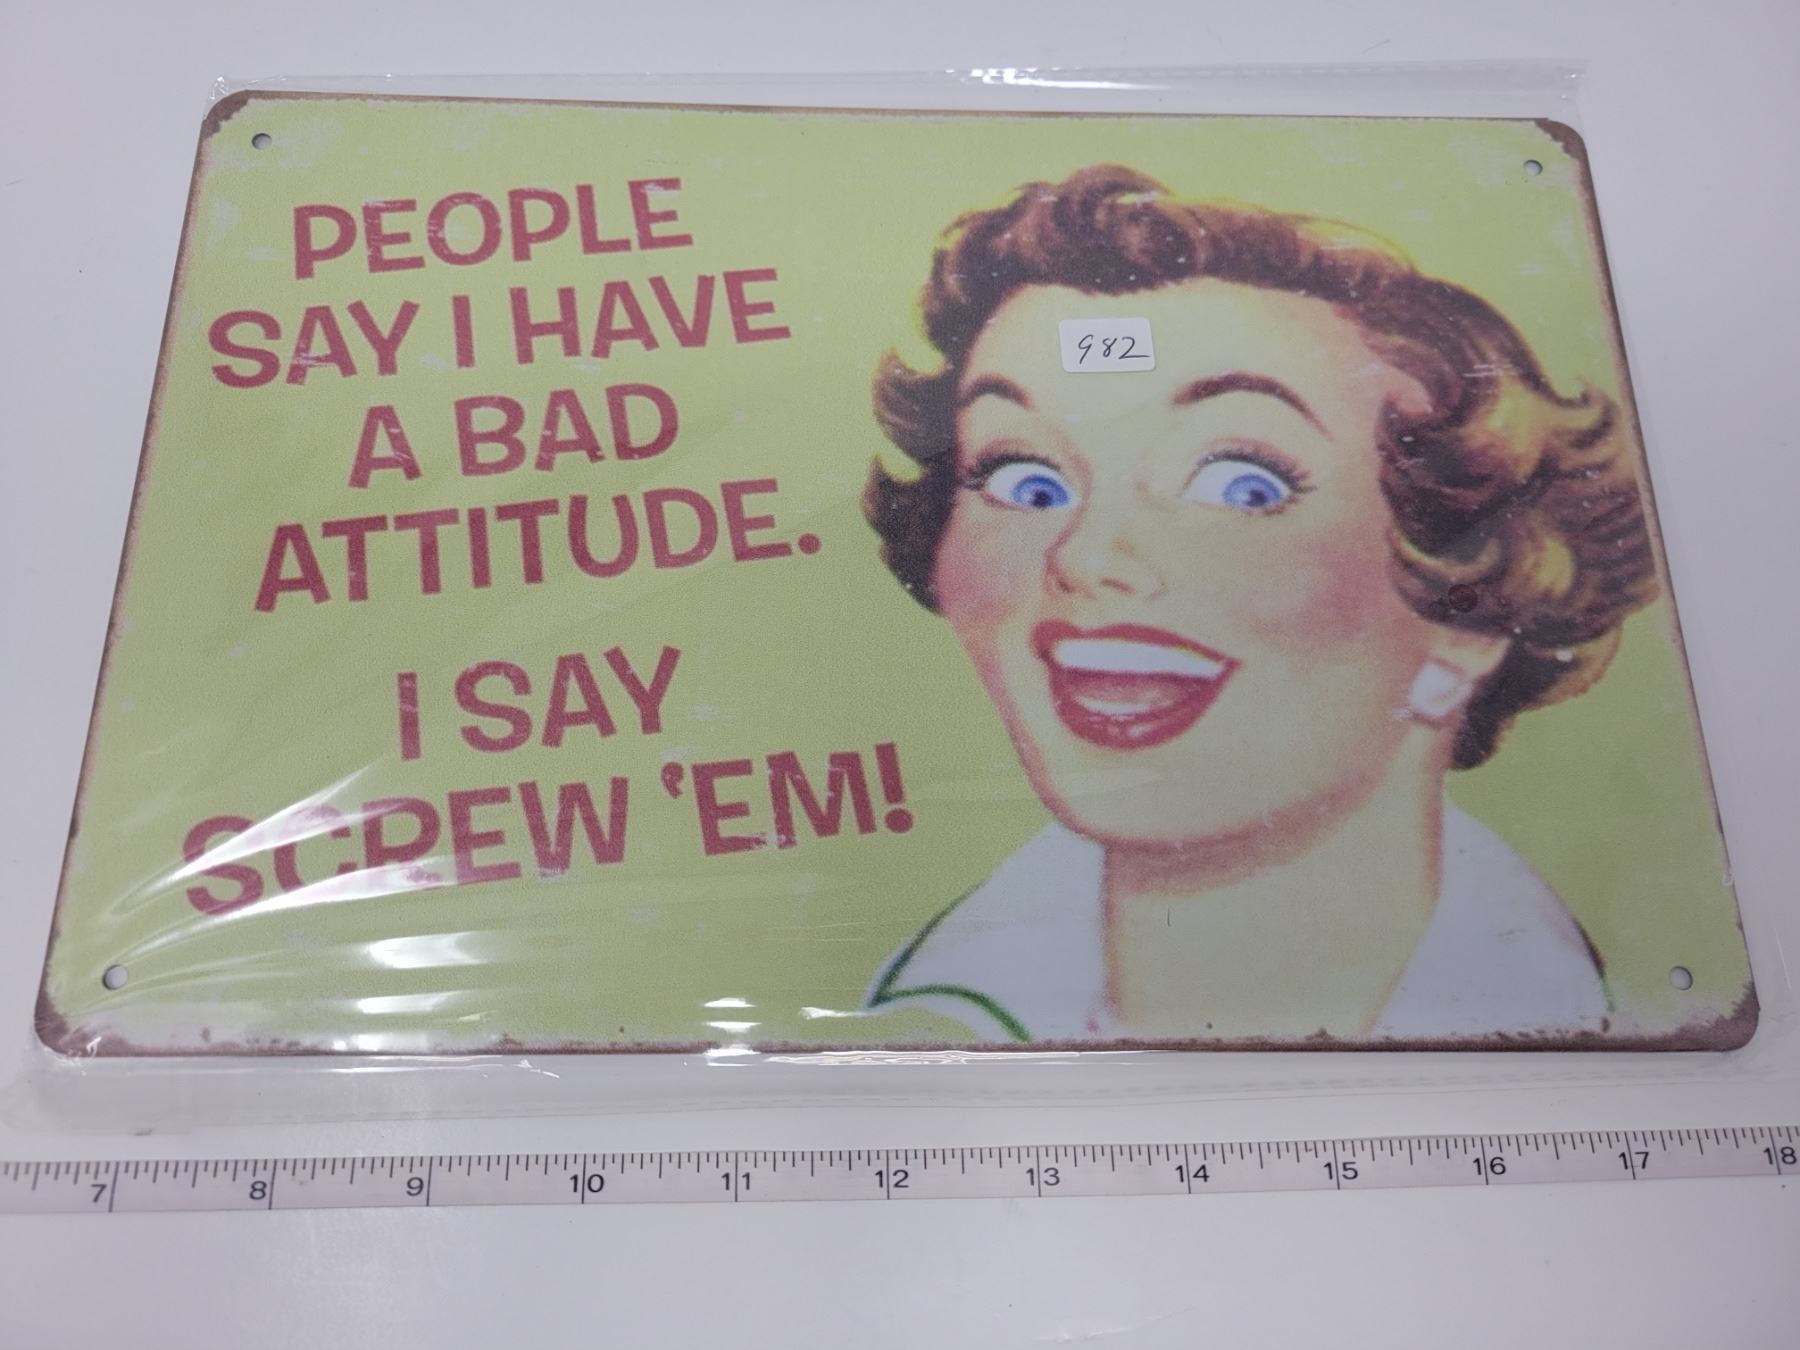 PEOPLE
SAY I HAVE
A BAD
ATTITUDE.
I SAY
SCREW 'EM!
982
7 8 9 10 11 12 13 14 15 16 17 18